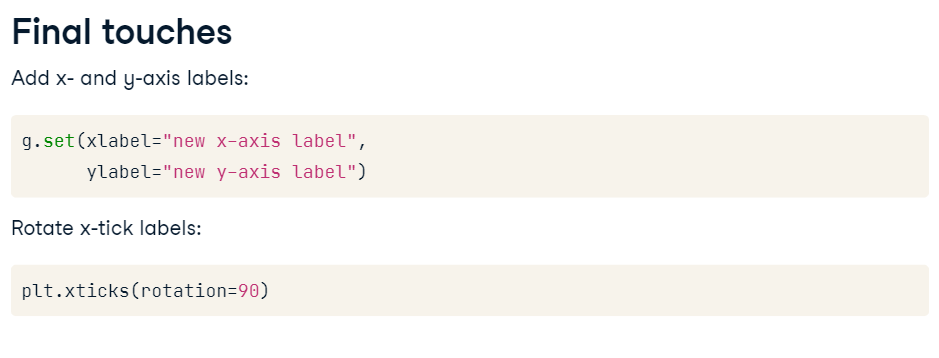 Final touches
Add x- and y-axis labels:
g.set(xlabel="new x-axis label",
      ylabel="new y-axis label")
Rotate x-tick labels:
plt.xticks(rotation=90)